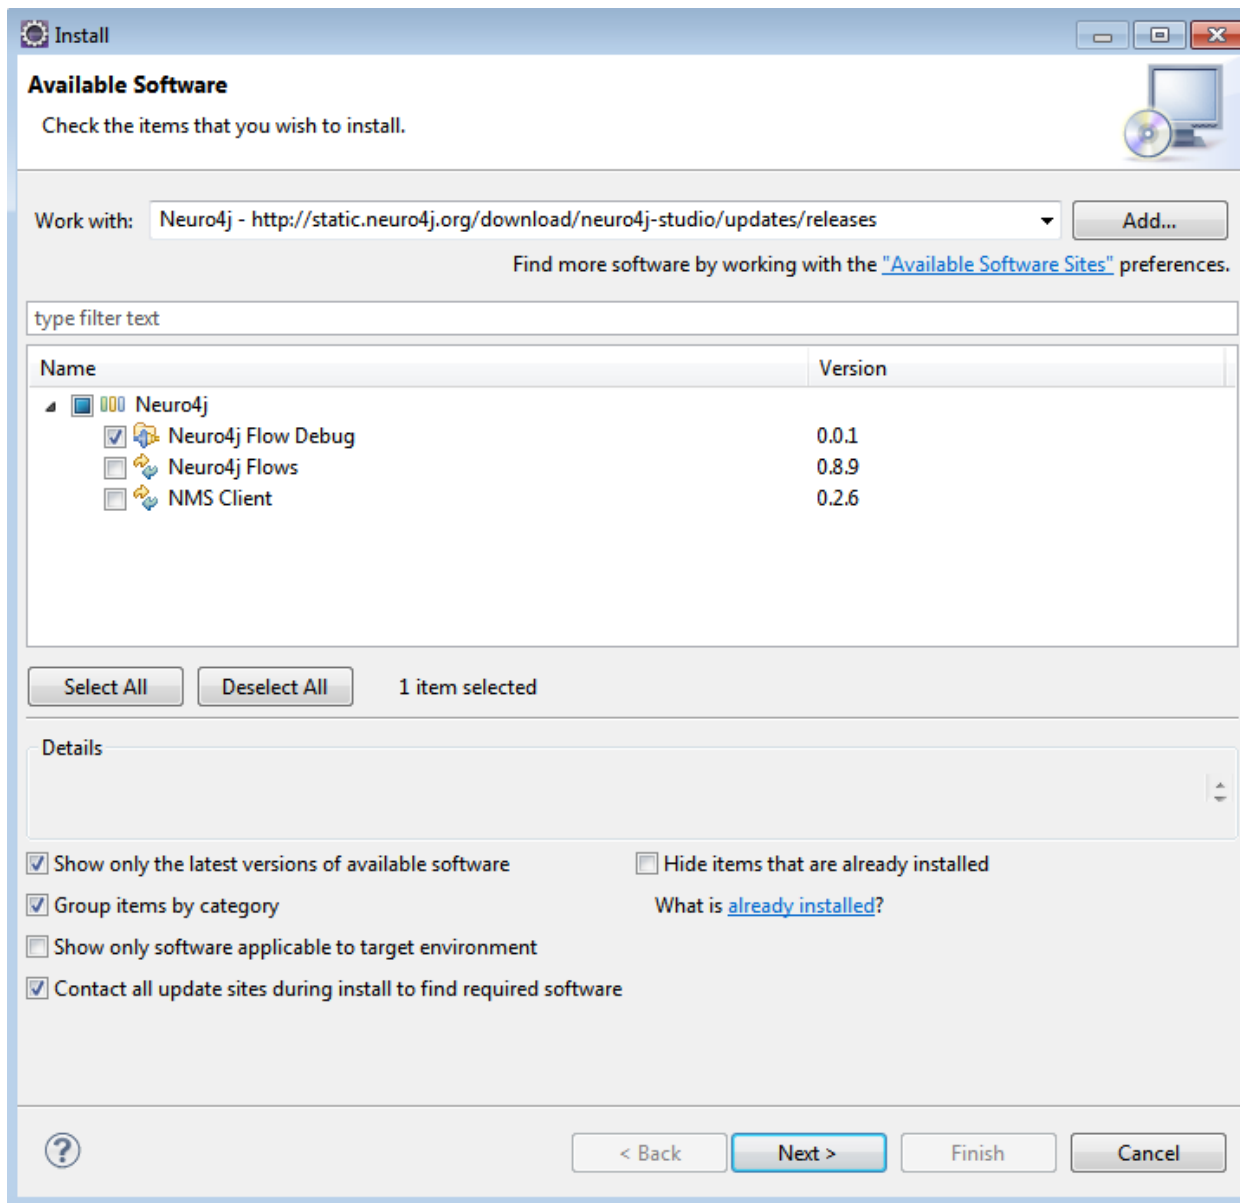 Install
Available Software
Check the items that you wish to install.
Work with: Neuro4j - http://static.neuro4j.org/download/neuro4j-studio/updates/releases Add...
Find more software by working with the "Available Software Sites" preferences.
type filter text
Name Version
Neuro4j
Neuro4j Flow Debug 0.0.1
Neuro4j Flows 0.8.9
NMS Client 0.2.6
Select All Deselect All 1 item selected
Details
Show only the latest versions of available software Hide items that are already installed
Group items by category What is already installed?
Show only software applicable to target environment
Contact all update sites during install to find required software
? < Back Next > Finish Cancel